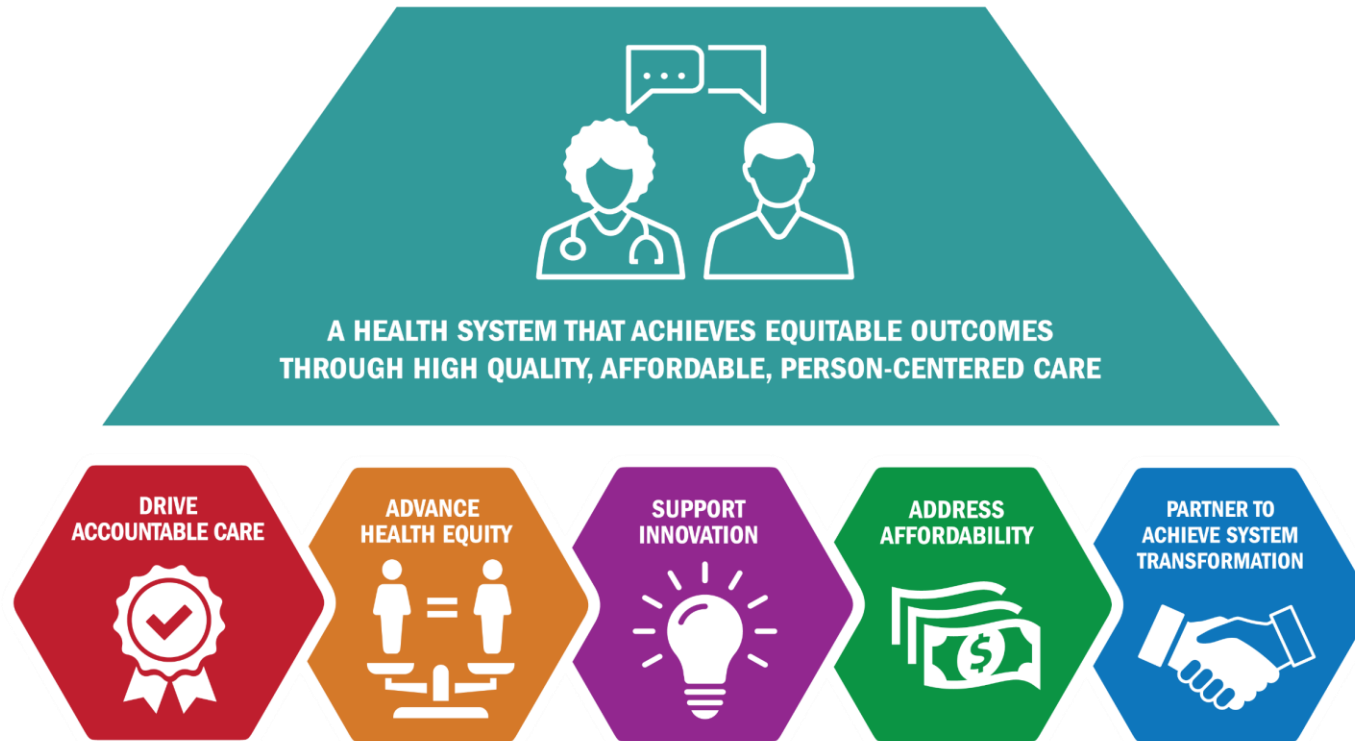 A HEALTH SYSTEM THAT ACHIEVES EQUITABLE OUTCOMES
THROUGH HIGH QUALITY, AFFORDABLE, PERSON-CENTERED CARE
DRIVE
ACCOUNTABLE CARE
ADVANCE
HEALTH EQUITY
=
SUPPORT
INNOVATION
ADDRESS
AFFORDABILITY
$
PARTNER TO
ACHIEVE SYSTEM
TRANSFORMATION